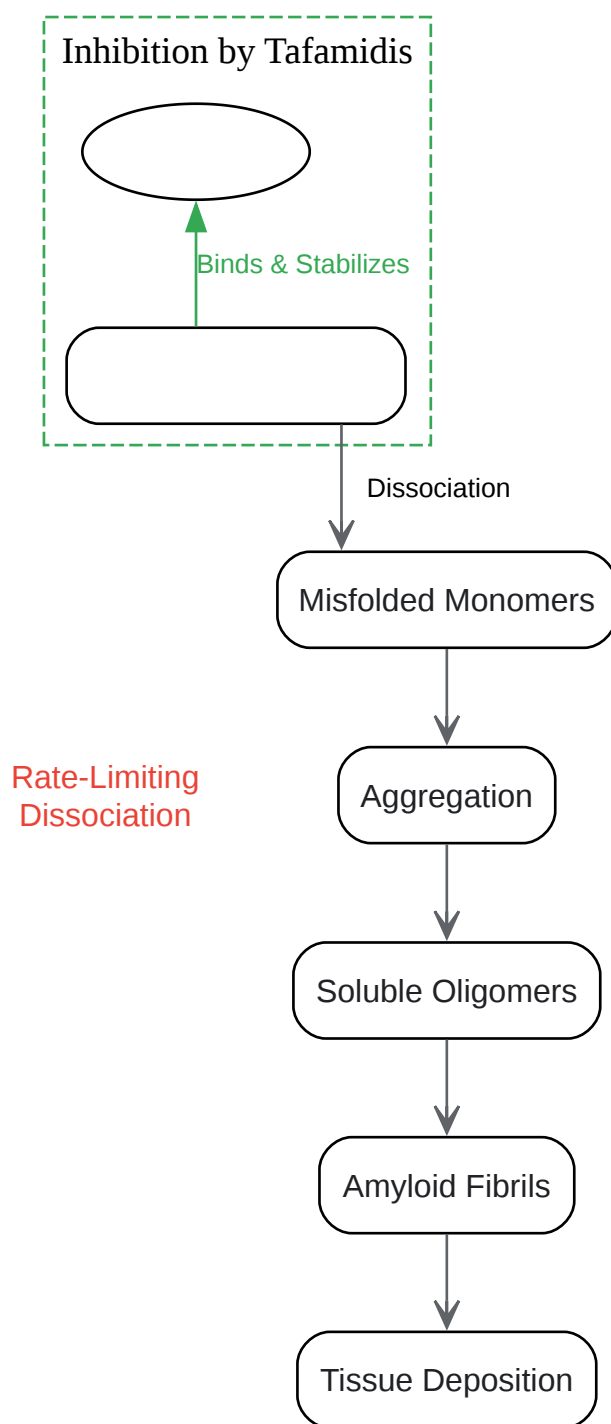 Inhibition by Tafamidis
Binds & Stabilizes
Dissociation
Misfolded Monomers
Rate-Limiting
Dissociation
Aggregation
Soluble Oligomers
Amyloid Fibrils
Tissue Deposition